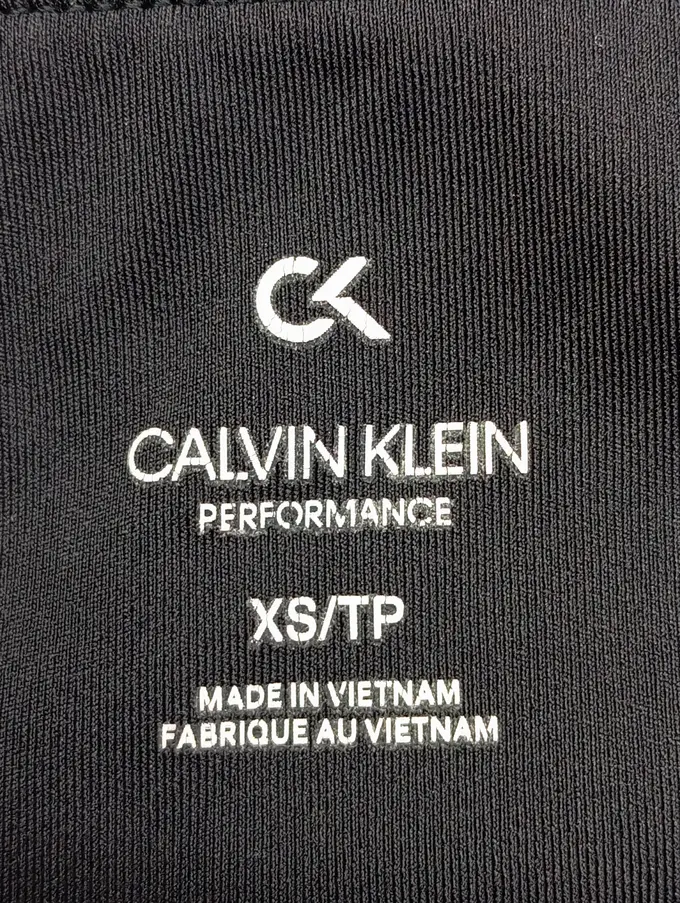 CK
CALVIN KLEIN
PERFORMANCE
XS/TP
MADE IN VIETNAM
FABRIQUE AU VIETNAM